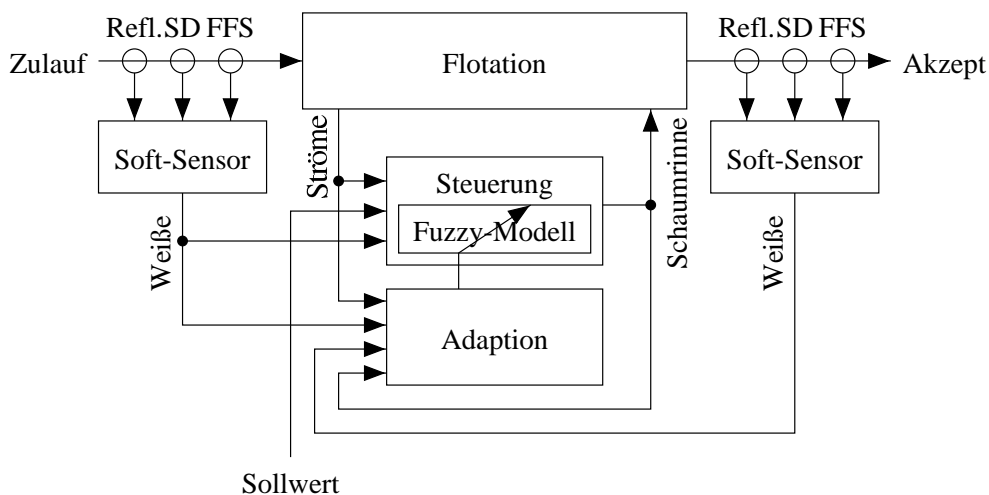 Refl. SD FFS
Refl. SD FFS
Zulauf
Flotation
Akzept
Soft-Sensor
Ströme
Steuerung
Fuzzy-Modell
Schaumrinne
Soft-Sensor
Weiße
Weiße
Adaption
Sollwert